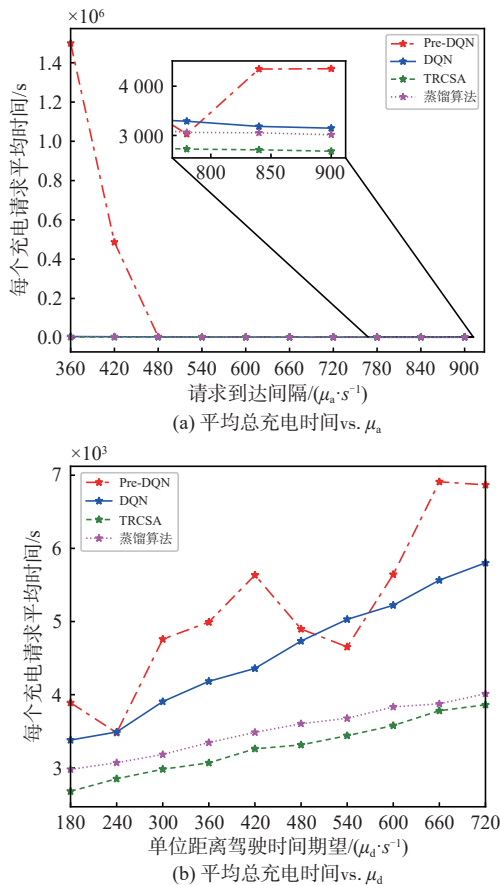 ×10⁶
1.4
1.2
1.0
0.8
0.6
0.4
0.2
0.0
每个充电请求平均时间/s
Pre-DQN
DQN
TRCSA
蒸馏算法
4 000
3 000
800 850 900
360 420 480 540 600 660 720 780 840 900
请求到达间隔/(μₐ·s⁻¹)
(a) 平均总充电时间vs. μₐ
×10³
7
6
5
4
3
每个充电请求平均时间/s
Pre-DQN
DQN
TRCSA
蒸馏算法
180 240 300 360 420 480 540 600 660 720
单位距离驾驶时间期望/(μ_d·s⁻¹)
(b) 平均总充电时间vs. μ_d